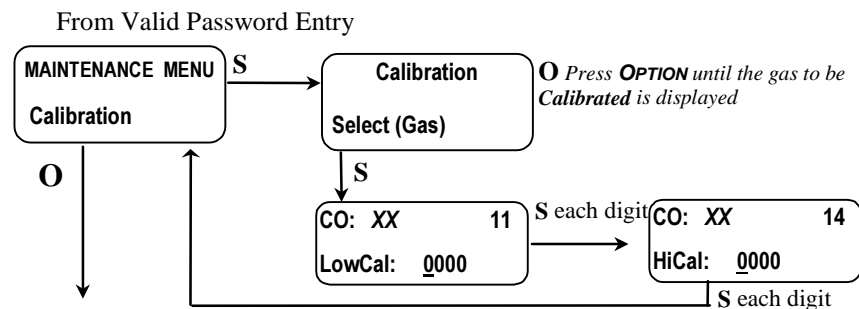 From Valid Password Entry
MAINTENANCE MENU
Calibration
S
Calibration
Select (Gas)
O Press OPTION until the gas to be
Calibrated is displayed
O
S
CO: XX 11
LowCal: 0000
S each digit
CO: XX 14
HiCal: 0000
S each digit